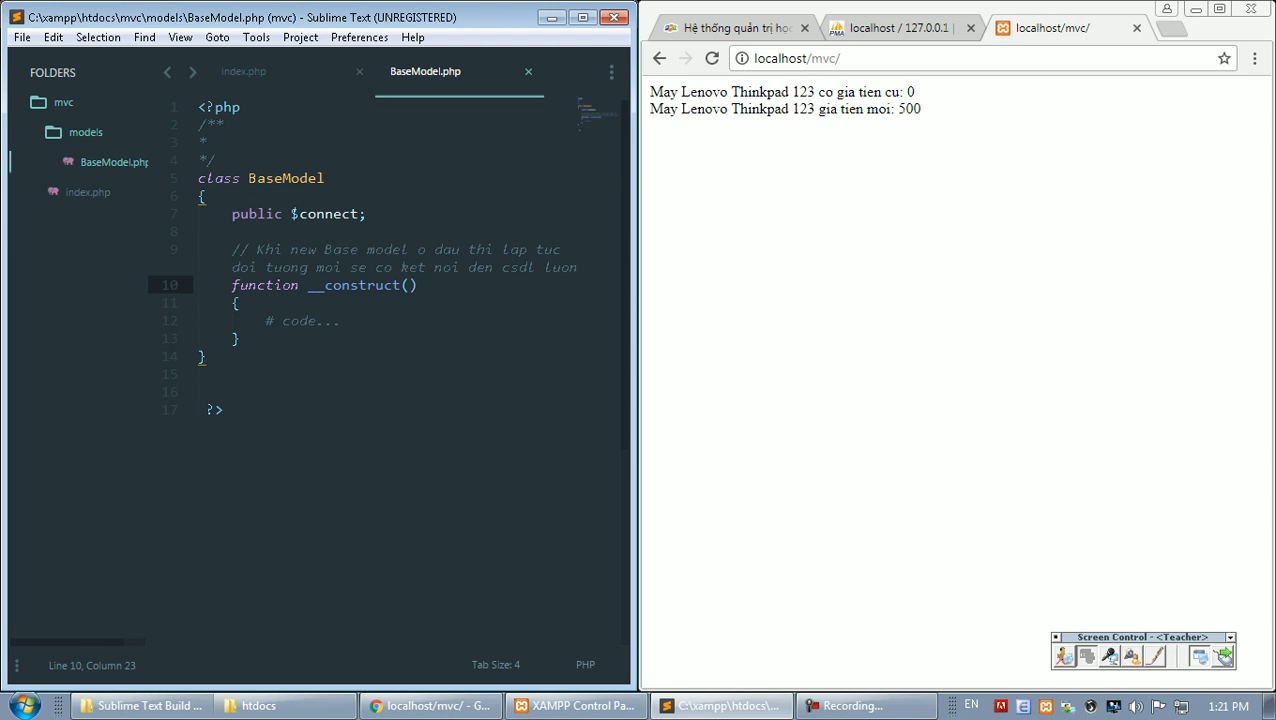 C:\xampp\htdocs\mvc\models\BaseModel.php (mvc) - Sublime Text (UNREGISTERED)
File Edit Selection Find View Goto Tools Project Preferences Help
FOLDERS
mvc
models
BaseModel.php
index.php
index.php
BaseModel.php
1 <?php
2 /**
3 *
4 */
5 class BaseModel
6 {
7 public $connect;
8
9 // Khi new Base model o dau thi lap tuc
doi tuong moi se co ket noi den csdl luon
10 function __construct()
11 {
12 # code...
13 }
14 }
15
16
17 ?>
Line 10, Column 23
Tab Size: 4
PHP
Hệ thống quản trị học
localhost / 127.0.0.1 |
localhost/mvc/
localhost/mvc/
May Lenovo Thinkpad 123 co gia tien cu: 0
May Lenovo Thinkpad 123 gia tien moi: 500
Screen Control - <Teacher>
Sublime Text Build ...
htdocs
localhost/mvc/ - G...
XAMPP Control Pa...
C:\xampp\htdocs\...
Recording...
EN
1:21 PM